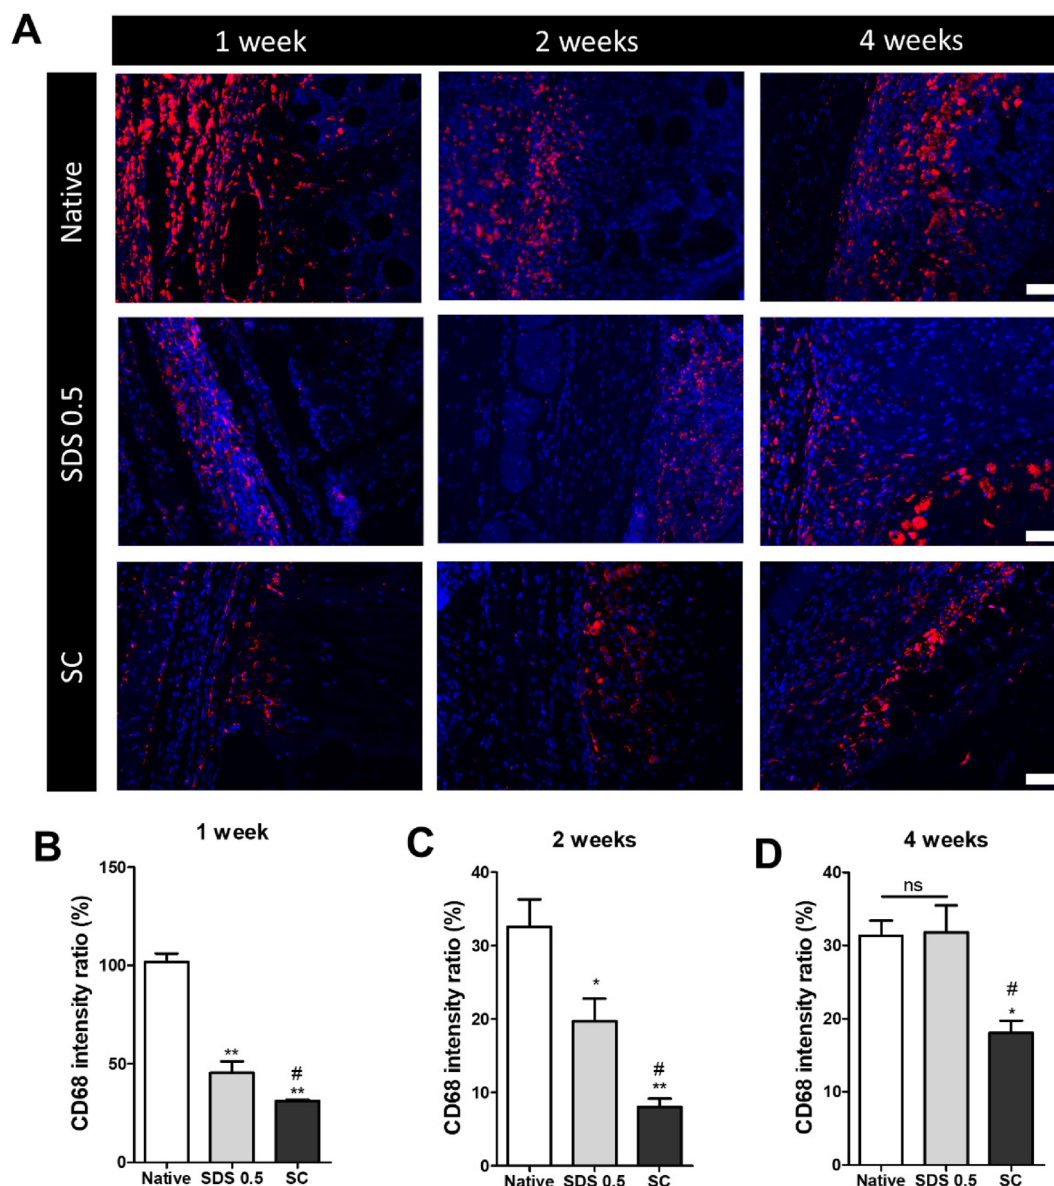 A
1 week 2 weeks 4 weeks
Native
SDS 0.5
SC
B
1 week
CD68 intensity ratio (%)
150
100
50
0
**
#
**
Native SDS 0.5 SC
C
2 weeks
CD68 intensity ratio (%)
40
30
20
10
0
*
#
**
Native SDS 0.5 SC
D
4 weeks
CD68 intensity ratio (%)
40
30
20
10
0
ns
#
*
Native SDS 0.5 SC